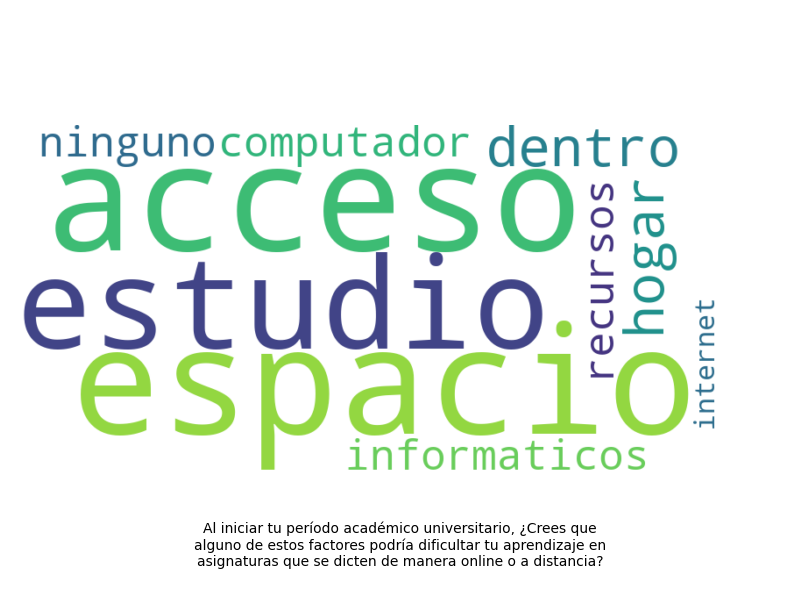 ninguno computador dentro
acceso
estudio
espacio
recursos
hogar
internet
informaticos
Al iniciar tu período académico universitario, ¿Crees que
alguno de estos factores podría dificultar tu aprendizaje en
asignaturas que se dicten de manera online o a distancia?